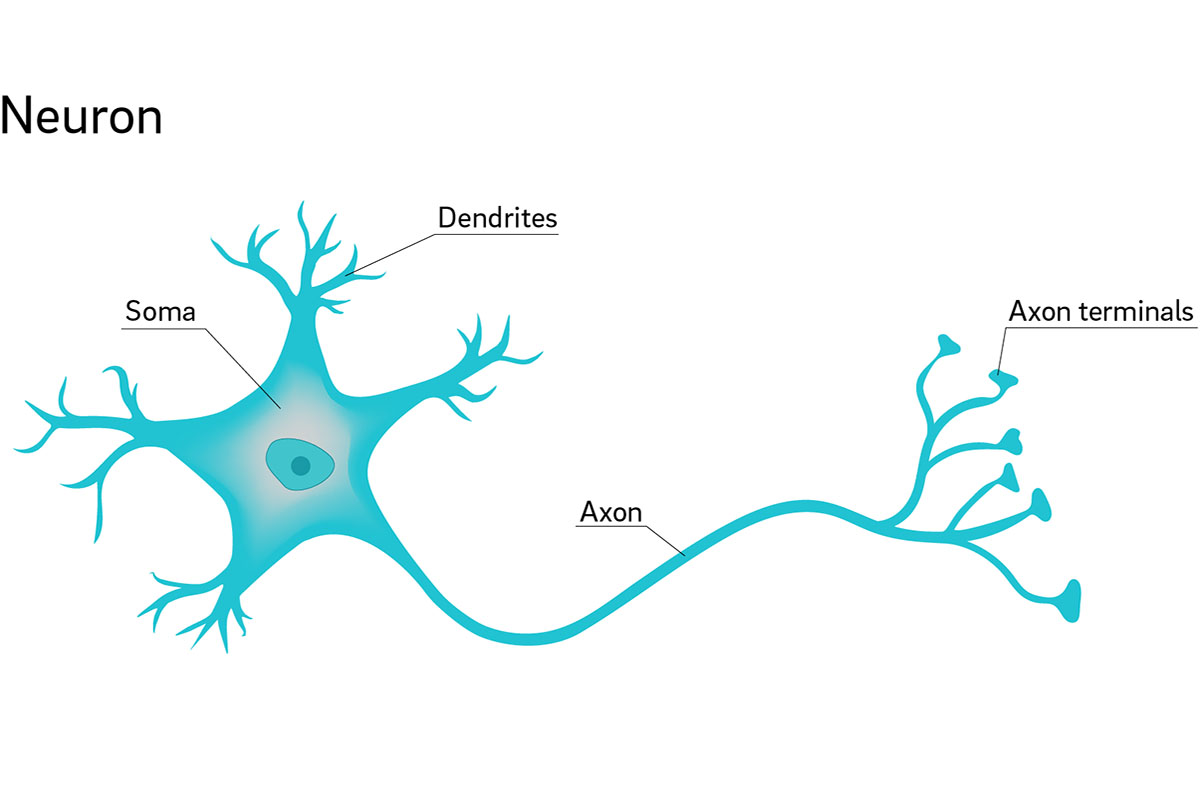 Neuron
Dendrites
Soma
Axon terminals
Axon